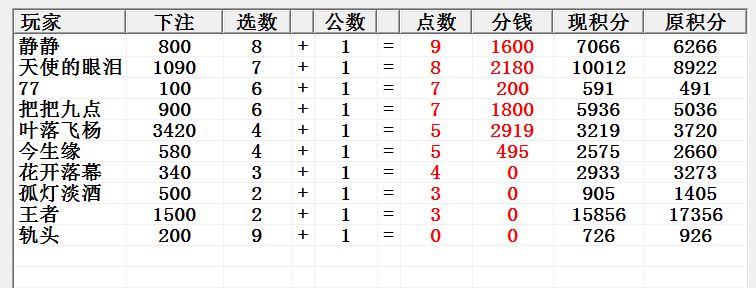 玩家 下注 选数 公数 点数 分钱 现积分 原积分
静静 800 8 + 1 = 9 1600 7066 6266
天使的眼泪 1090 7 + 1 = 8 2180 10012 8922
77 100 6 + 1 = 7 200 591 491
把把九点 900 6 + 1 = 7 1800 5936 5036
叶落飞杨 3420 4 + 1 = 5 2919 3219 3720
今生缘 580 4 + 1 = 5 495 2575 2660
花开落幕 340 3 + 1 = 4 0 2933 3273
孤灯淡酒 500 2 + 1 = 3 0 905 1405
王者 1500 2 + 1 = 3 0 15856 17356
轨头 200 9 + 1 = 0 0 726 926